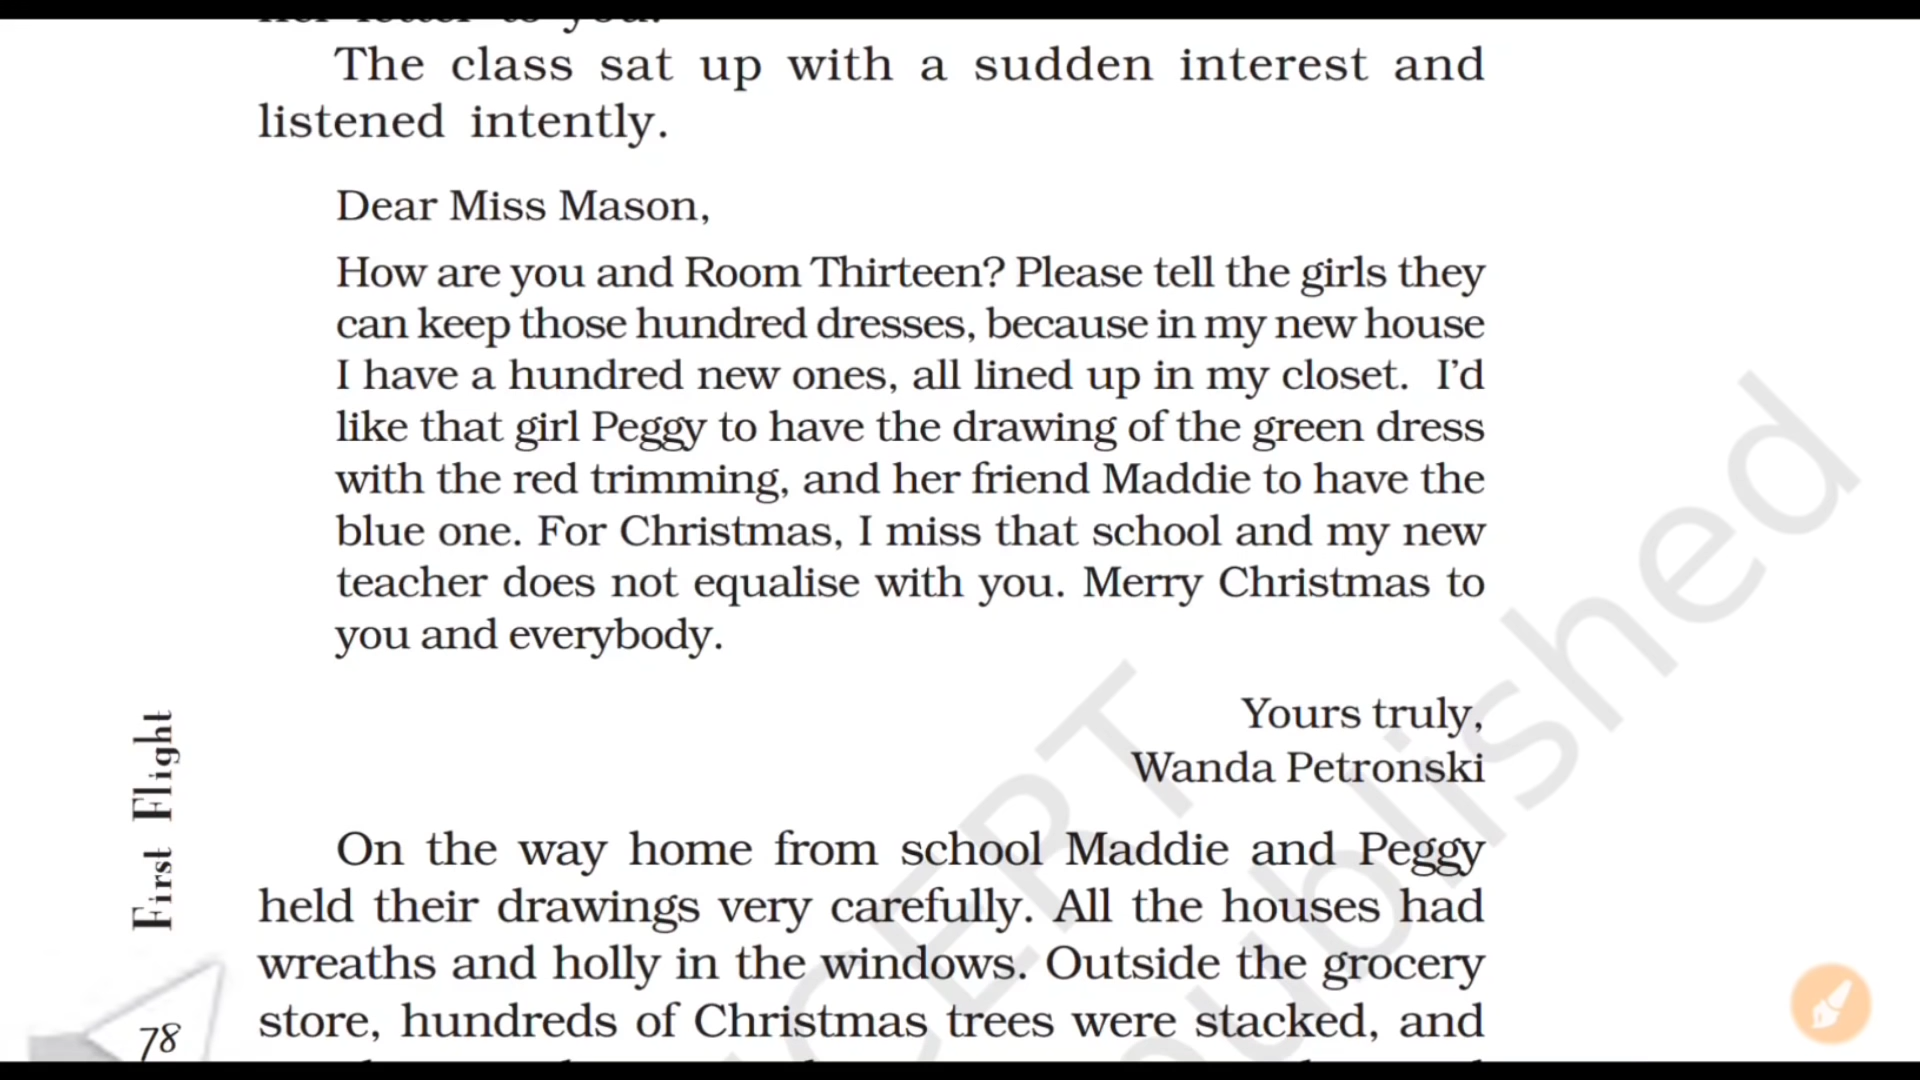 her letter to you.
The class sat up with a sudden interest and
listened intently.
Dear Miss Mason,
How are you and Room Thirteen? Please tell the girls they
can keep those hundred dresses, because in my new house
I have a hundred new ones, all lined up in my closet. I’d
like that girl Peggy to have the drawing of the green dress
with the red trimming, and her friend Maddie to have the
blue one. For Christmas, I miss that school and my new
teacher does not equalise with you. Merry Christmas to
you and everybody.
Yours truly,
Wanda Petronski
On the way home from school Maddie and Peggy
held their drawings very carefully. All the houses had
wreaths and holly in the windows. Outside the grocery
store, hundreds of Christmas trees were stacked, and
First Flight
78
CERT
published